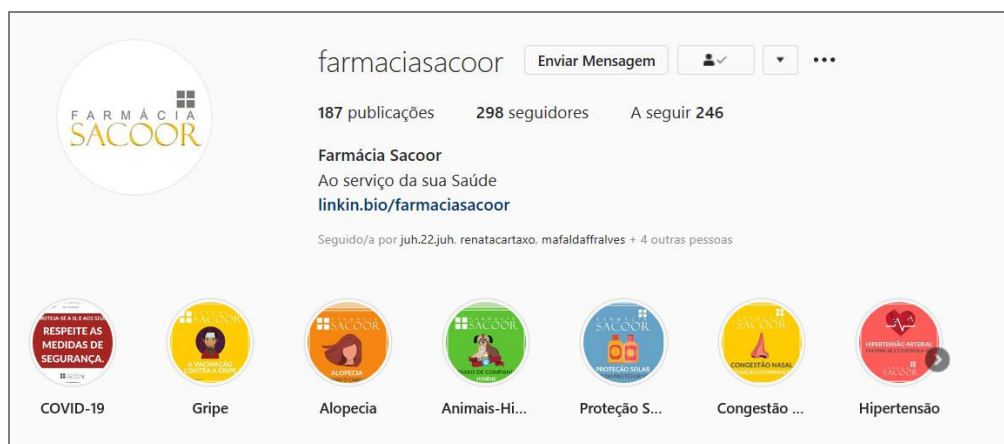 farmaciasacoor Enviar Mensagem
187 publicações 298 seguidores A seguir 246
FARMÁCIA
SACOOR
Farmácia Sacoor
Ao serviço da sua Saúde
linkin.bio/farmaciasacoor
Seguido/a por juh.22.juh, renatacartaxo, mafaldaffralves + 4 outras pessoas
RESPEITE AS
MEDIDAS DE
SEGURANÇA.
SACOOR
A VACINAÇÃO
CONTRA A GRIPE
SACOOR
ALOPECIA
SACOOR
HIGIENE
SACOOR
PROTEÇÃO SOLAR
SACOOR
CONGESTÃO NASAL
HIPERTENSÃO ARTERIAL
SACOOR
COVID-19 Gripe Alopecia Animais-Hi... Proteção S... Congestão ... Hipertensão